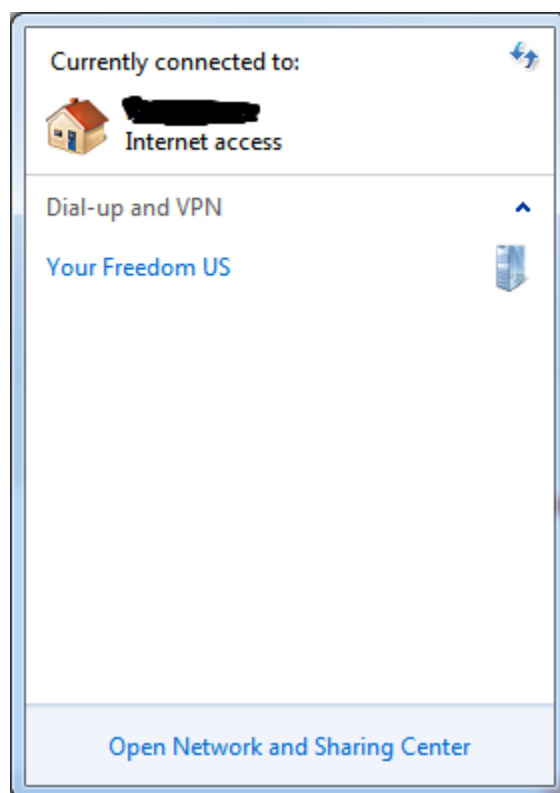 Currently connected to:
Internet access
Dial-up and VPN
Your Freedom US
Open Network and Sharing Center